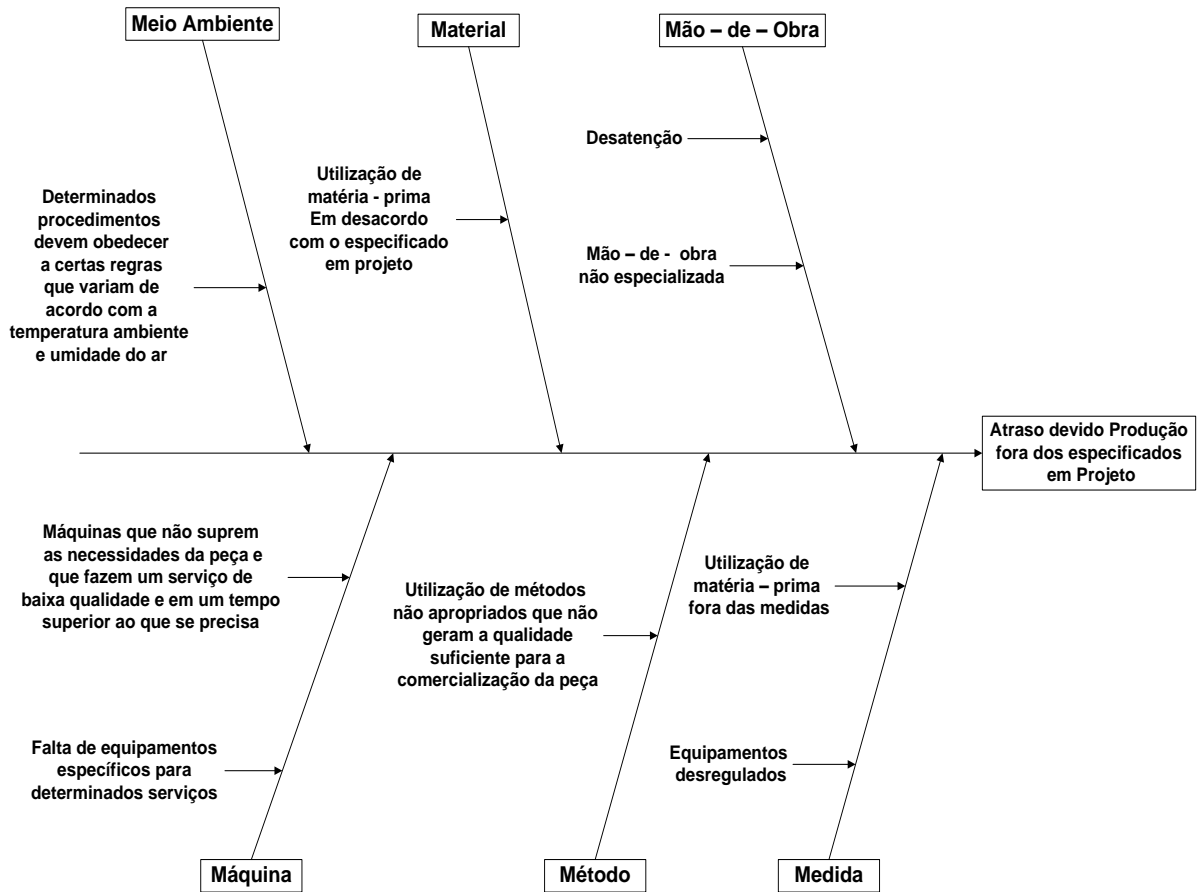 Meio Ambiente
Material
Mão – de – Obra
Desatenção
Utilização de
matéria - prima
Em desacordo
com o especificado
em projeto
Determinados
procedimentos
devem obedecer
a certas regras
que variam de
acordo com a
temperatura ambiente
e umidade do ar
Mão – de - obra
não especializada
Atraso devido Produção
fora dos especificados
em Projeto
Máquinas que não suprem
as necessidades da peça e
que fazem um serviço de
baixa qualidade e em um tempo
superior ao que se precisa
Utilização de métodos
não apropriados que não
geram a qualidade
suficiente para a
comercialização da peça
Utilização de
matéria – prima
fora das medidas
Falta de equipamentos
específicos para
determinados serviços
Equipamentos
desregulados
Máquina
Método
Medida